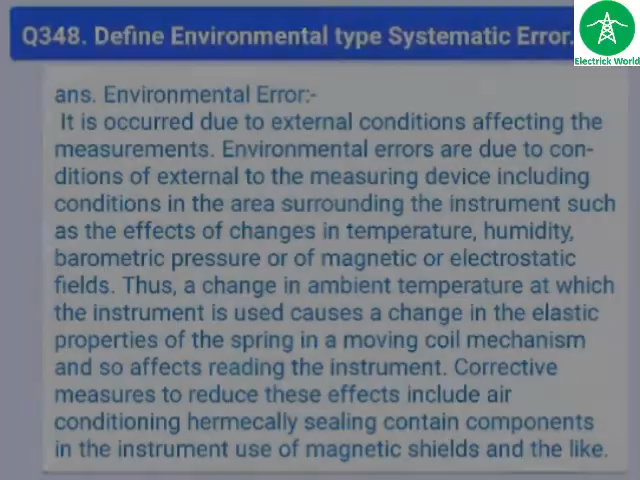 Q348. Define Environmental type Systematic Error.
Electrick World
ans. Environmental Error:-
It is occurred due to external conditions affecting the
measurements. Environmental errors are due to con-
ditions of external to the measuring device including
conditions in the area surrounding the instrument such
as the effects of changes in temperature, humidity,
barometric pressure or of magnetic or electrostatic
fields. Thus, a change in ambient temperature at which
the instrument is used causes a change in the elastic
properties of the spring in a moving coil mechanism
and so affects reading the instrument. Corrective
measures to reduce these effects include air
conditioning hermecally sealing contain components
in the instrument use of magnetic shields and the like.